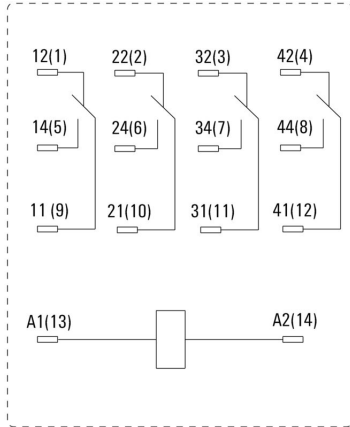 12(1) 22(2) 32(3) 42(4)
14(5) 24(6) 34(7) 44(8)
11 (9) 21(10) 31(11) 41(12)
A1(13) A2(14)